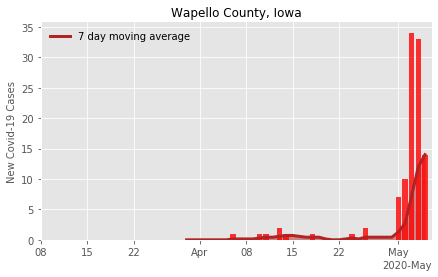 Wapello County, Iowa
7 day moving average
New Covid-19 Cases
35
30
25
20
15
10
5
0
08 15 22 Apr 08 15 22 May
2020-May